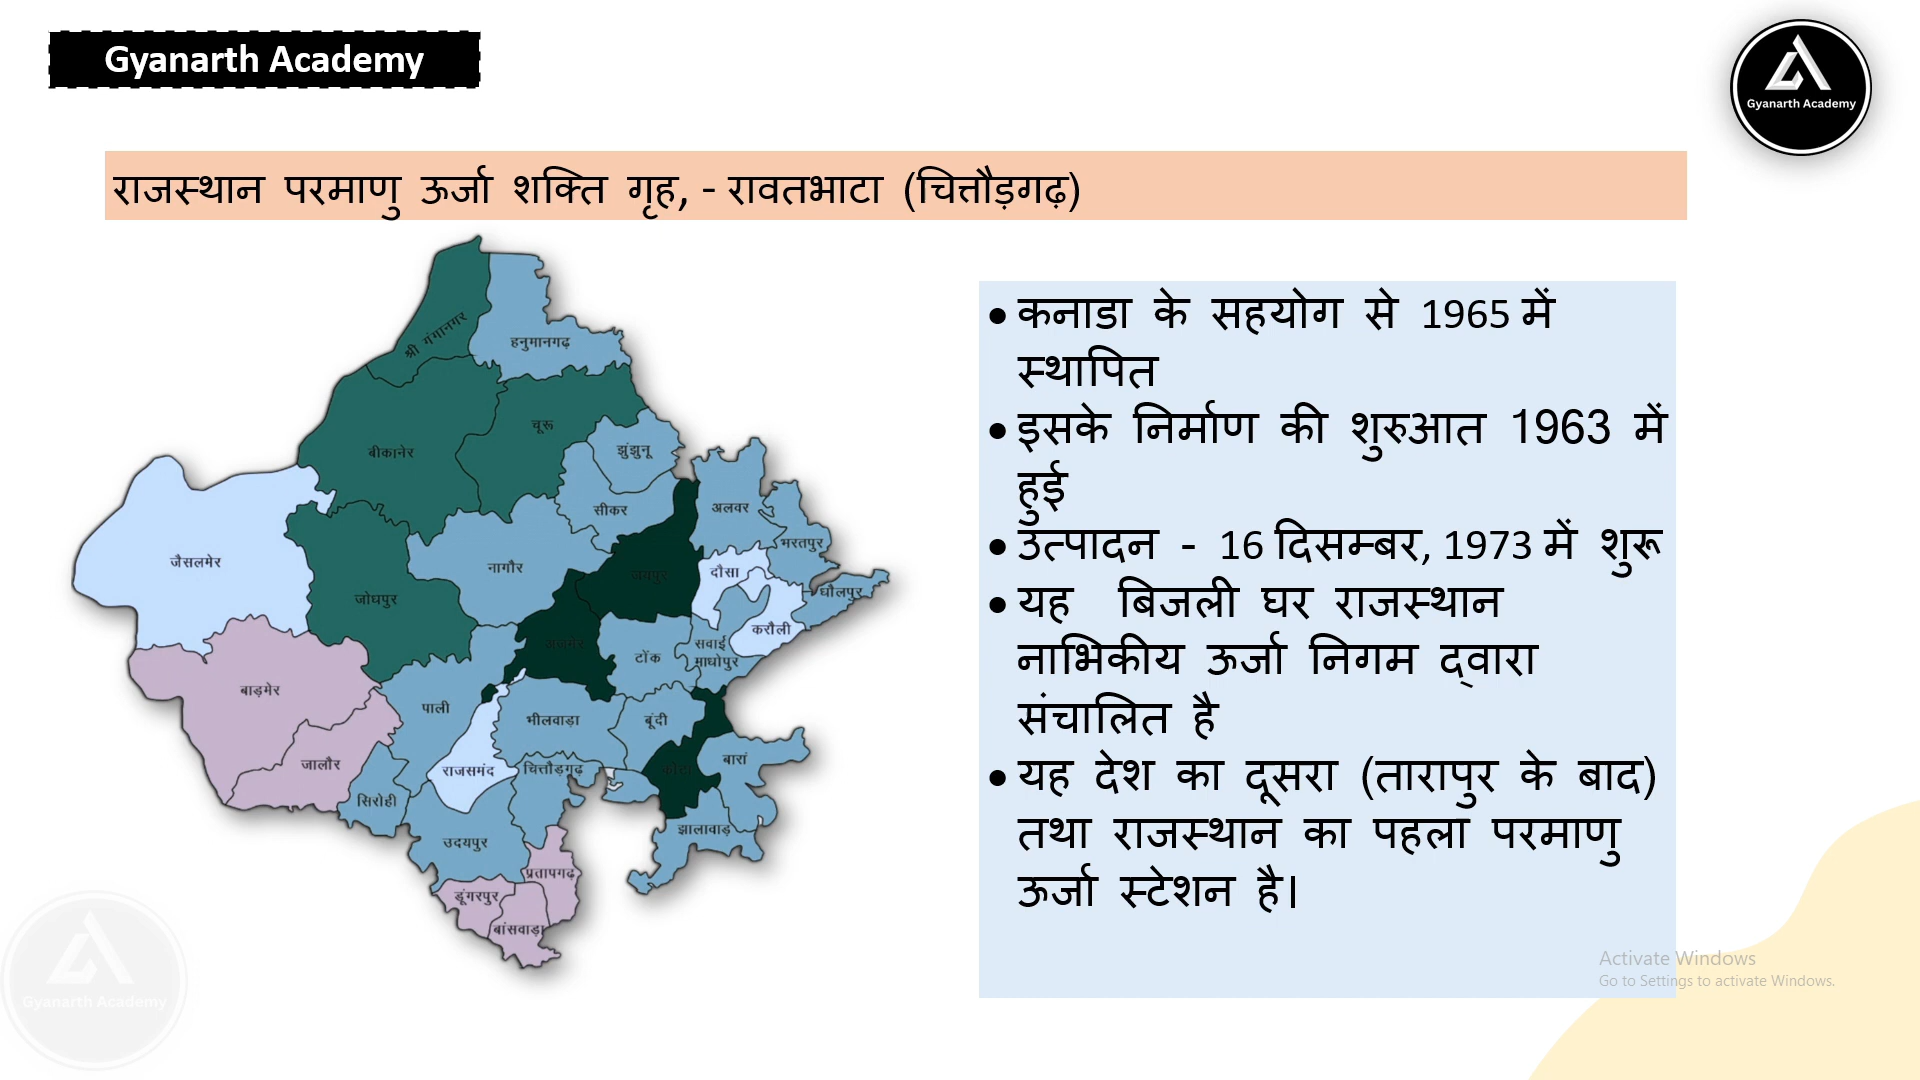 Gyanarth Academy
Gyanarth Academy
राजस्थान परमाणु ऊर्जा शक्ति गृह, - रावतभाटा (चित्तौड़गढ़)
• कनाडा के सहयोग से 1965 में
स्थापित
• इसके निर्माण की शुरुआत 1963 में
हुई
• उत्पादन - 16 दिसम्बर, 1973 में शुरू
• यह बिजली घर राजस्थान
नाभिकीय ऊर्जा निगम द्वारा
संचालित है
• यह देश का दूसरा (तारापुर के बाद)
तथा राजस्थान का पहला परमाणु
ऊर्जा स्टेशन है।
श्री गंगानगर
हनुमानगढ़
चूरू
बीकानेर
झुंझुनू
सीकर
अलवर
भरतपुर
जैसलमेर
नागौर
जयपुर
दौसा
धौलपुर
जोधपुर
करौली
अजमेर
सवाई
माधोपुर
टोंक
बाड़मेर
पाली
भीलवाड़ा
बूंदी
कोटा
बारां
जालौर
राजसमंद
चित्तौड़गढ़
सिरोही
झालावाड़
उदयपुर
प्रतापगढ़
डूंगरपुर
बांसवाड़ा
Gyanarth Academy
Activate Windows
Go to Settings to activate Windows.